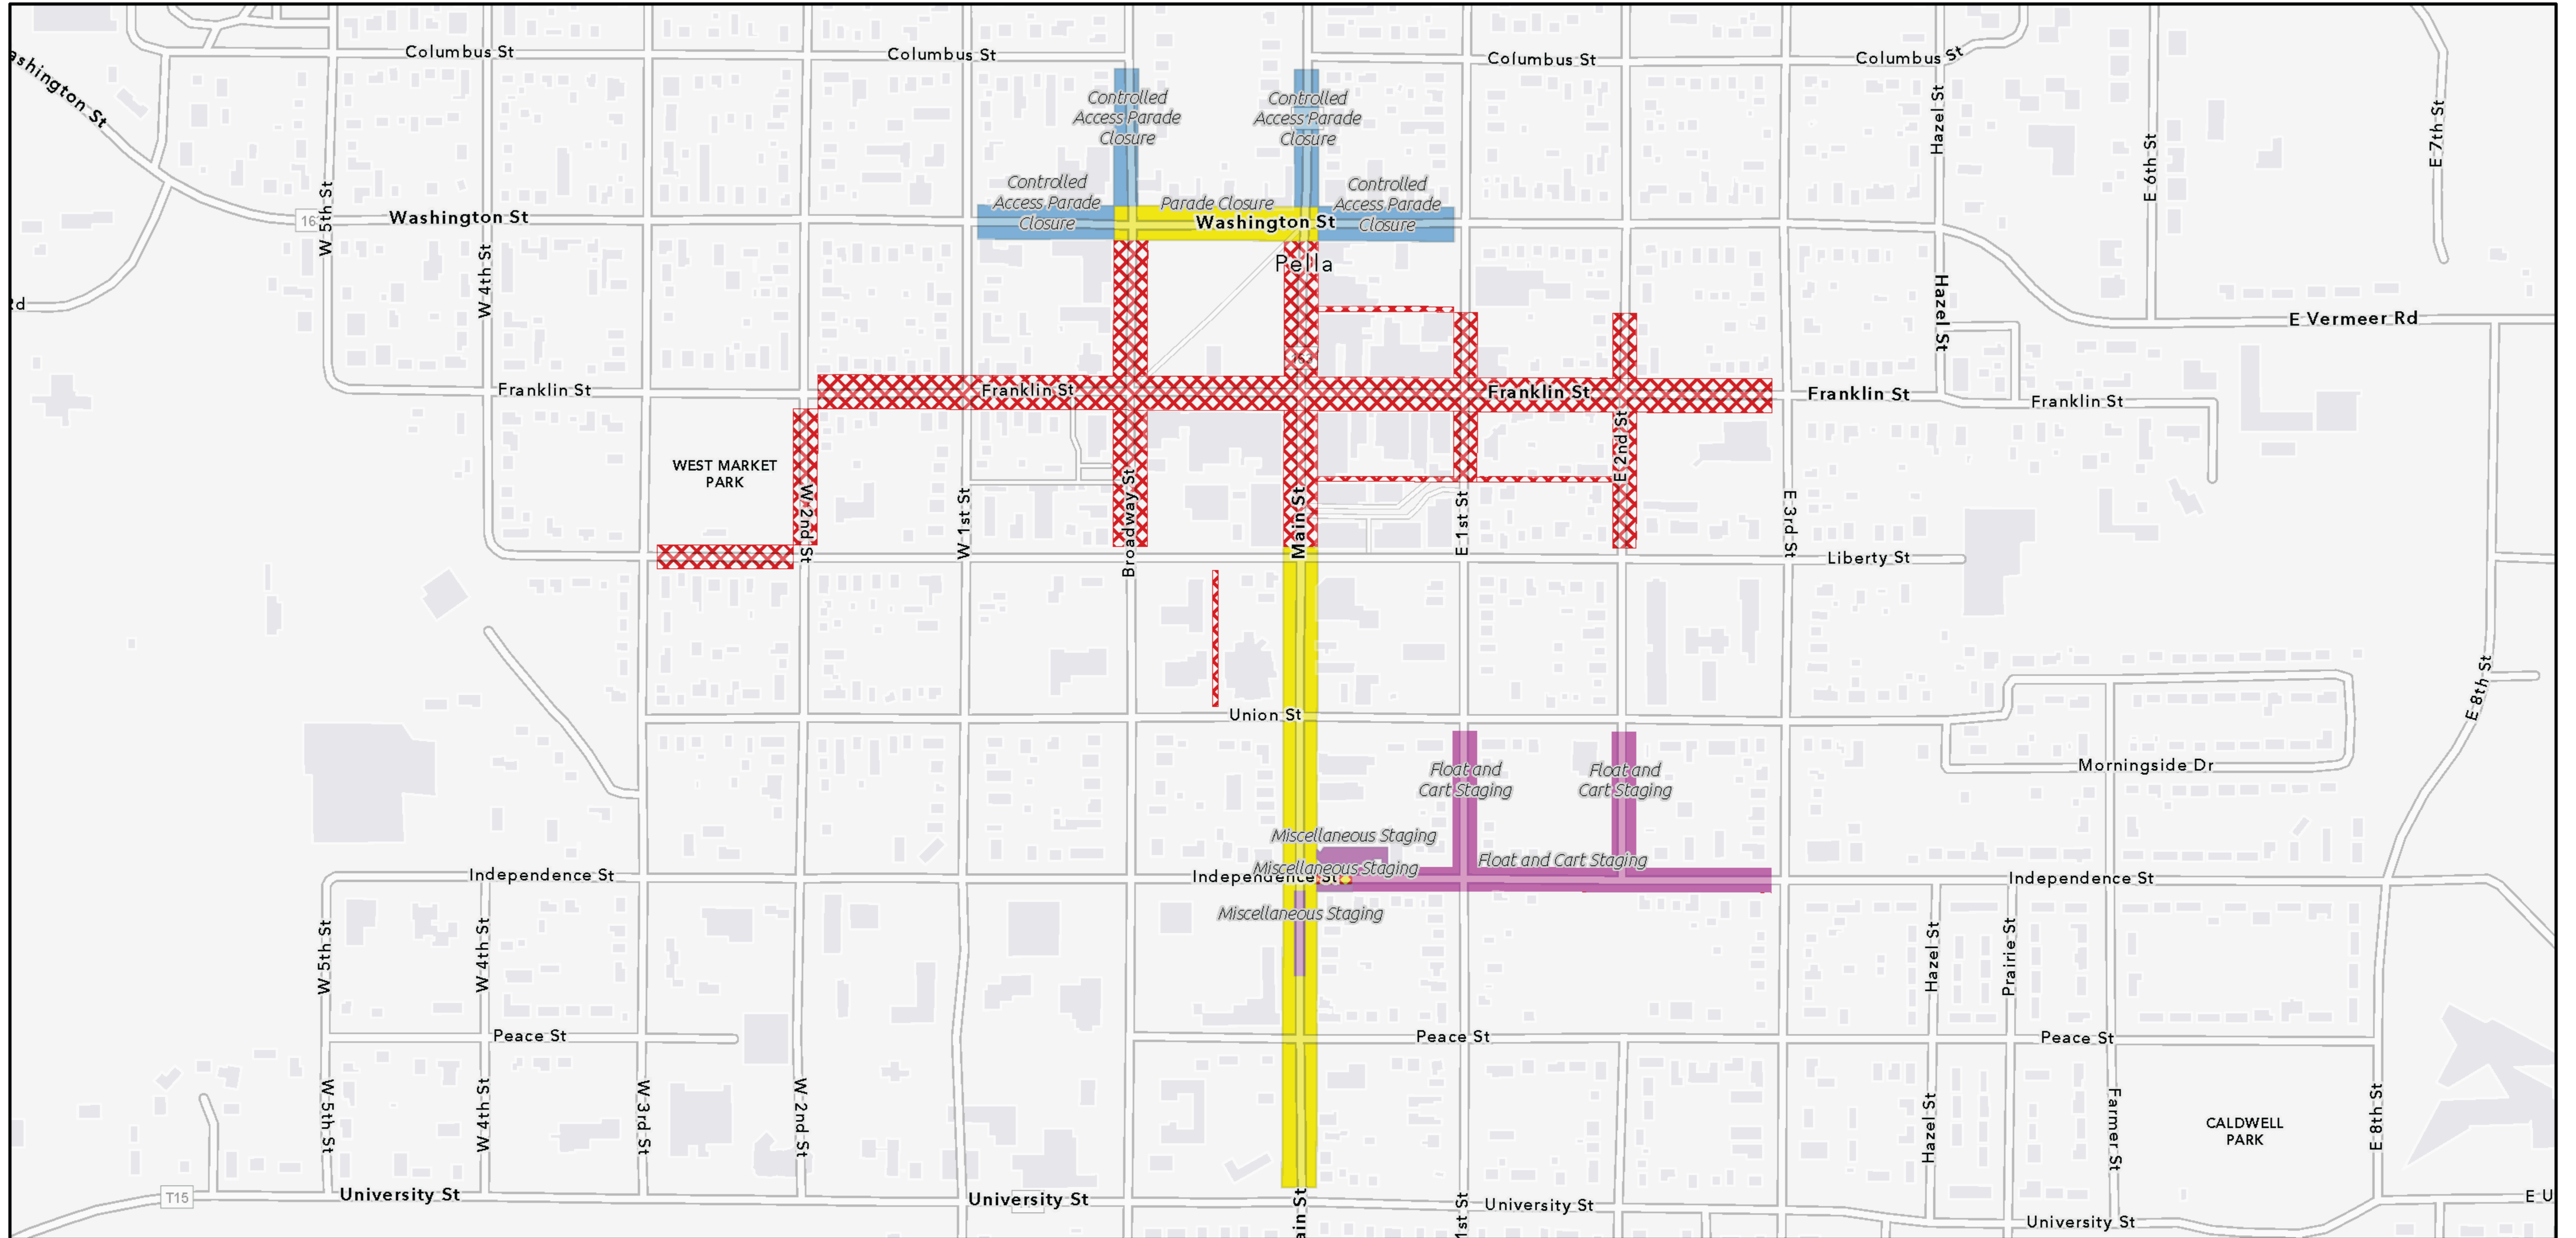 Columbus St
Columbus St
Columbus St
Columbus St
ashington St
Hazel St
E 6th St
E 7th St
Controlled
Access Parade
Closure
Controlled
Access Parade
Closure
Controlled
Access Parade
Closure
Parade Closure
Controlled
Access Parade
Closure
W 5th St
16
Washington St
Washington St
W 4th St
Pella
Hazel St
E Vermeer Rd
Franklin St
Franklin St
Franklin St
Franklin St
Franklin St
WEST MARKET
PARK
W 2nd St
W 1st St
Broadway St
Main St
E 1st St
E 2nd St
E 3rd St
Liberty St
Union St
E 8th St
Morningside Dr
Float and
Cart Staging
Float and
Cart Staging
Miscellaneous Staging
Miscellaneous Staging
Float and Cart Staging
Independence St
Independence St
Independence St
Miscellaneous Staging
W 5th St
W 4th St
Hazel St
Prairie St
Peace St
Peace St
Peace St
W 5th St
W 4th St
W 3rd St
W 2nd St
Hazel St
Farmer St
CALDWELL
PARK
E 8th St
T15
University St
University St
University St
University St
E U
ain St
1st St